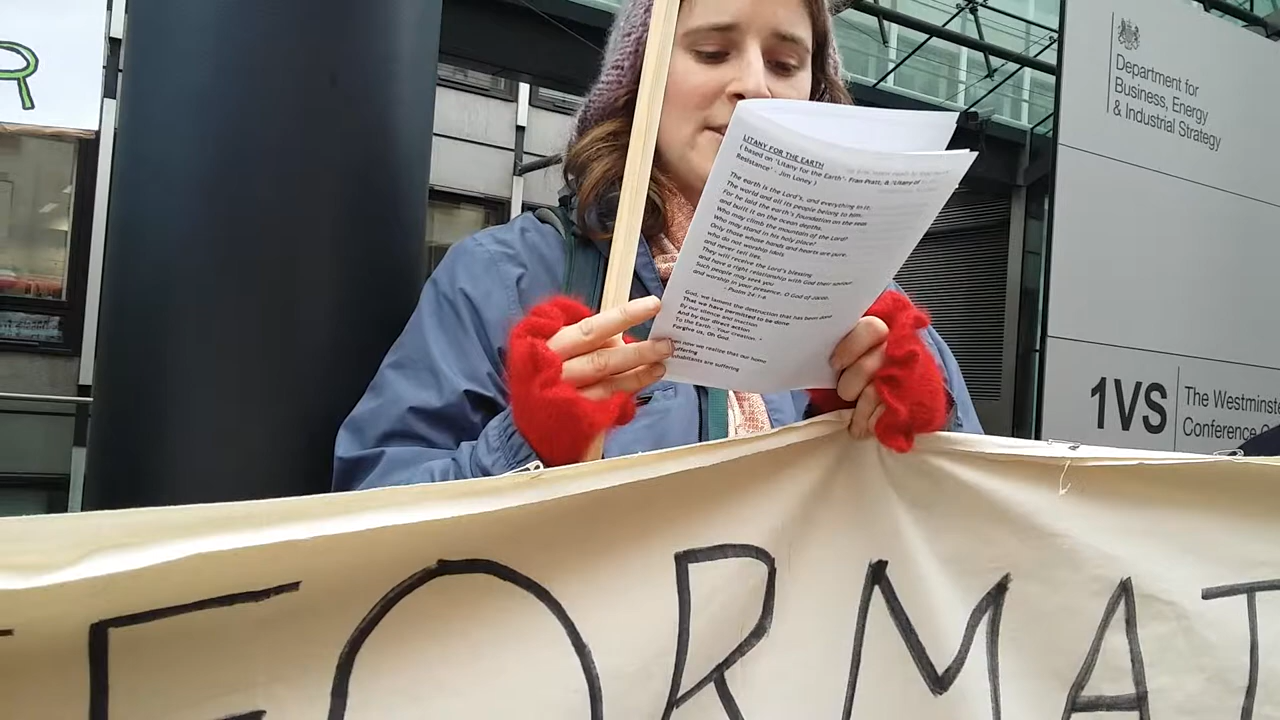 R
Department for
Business, Energy
& Industrial Strategy
LITANY FOR THE EARTH
( based on "Litany for the Earth"- Fran Pratt, & "Litany of
Resistance" - Jim Loney )
The earth is the Lord's, and everything in it.
The world and all its people belong to him.
For he laid the earth's foundation on the seas
and built it on the ocean depths.
Who may climb the mountain of the Lord?
Who may stand in his holy place?
Only those whose hands and hearts are pure,
who do not worship idols
and never tell lies.
They will receive the Lord's blessing
and have a right relationship with God their saviour.
Such people may seek you
and worship in your presence, O God of Jacob.
- Psalm 24:1-6
God, we lament the destruction that has been done
That we have permitted to be done
By our silence and inaction
And by our direct action
To the Earth, Your creation.
Forgive us, Oh God.
now we realize that our home
suffering
inhabitants are suffering
1VS
The Westminste
Conference C
FORMAT